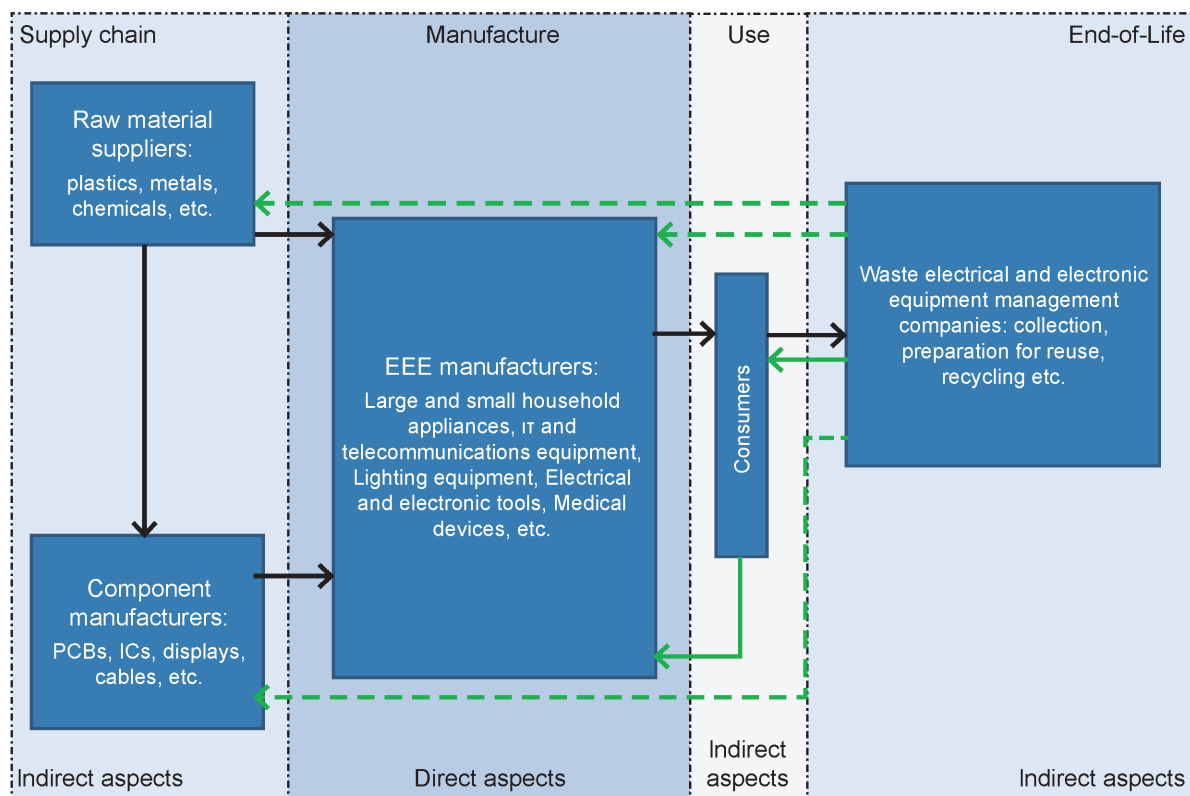 Supply chain
Manufacture
Use
End-of-Life
Raw material
suppliers:
plastics, metals,
chemicals, etc.
Waste electrical and electronic
equipment management
companies: collection,
preparation for reuse,
recycling etc.
EEE manufacturers:
Large and small household
appliances, IT and
telecommunications equipment,
Lighting equipment, Electrical
and electronic tools, Medical
devices, etc.
Consumers
Component
manufacturers:
PCBs, ICs, displays,
cables, etc.
Indirect aspects
Direct aspects
Indirect
aspects
Indirect aspects